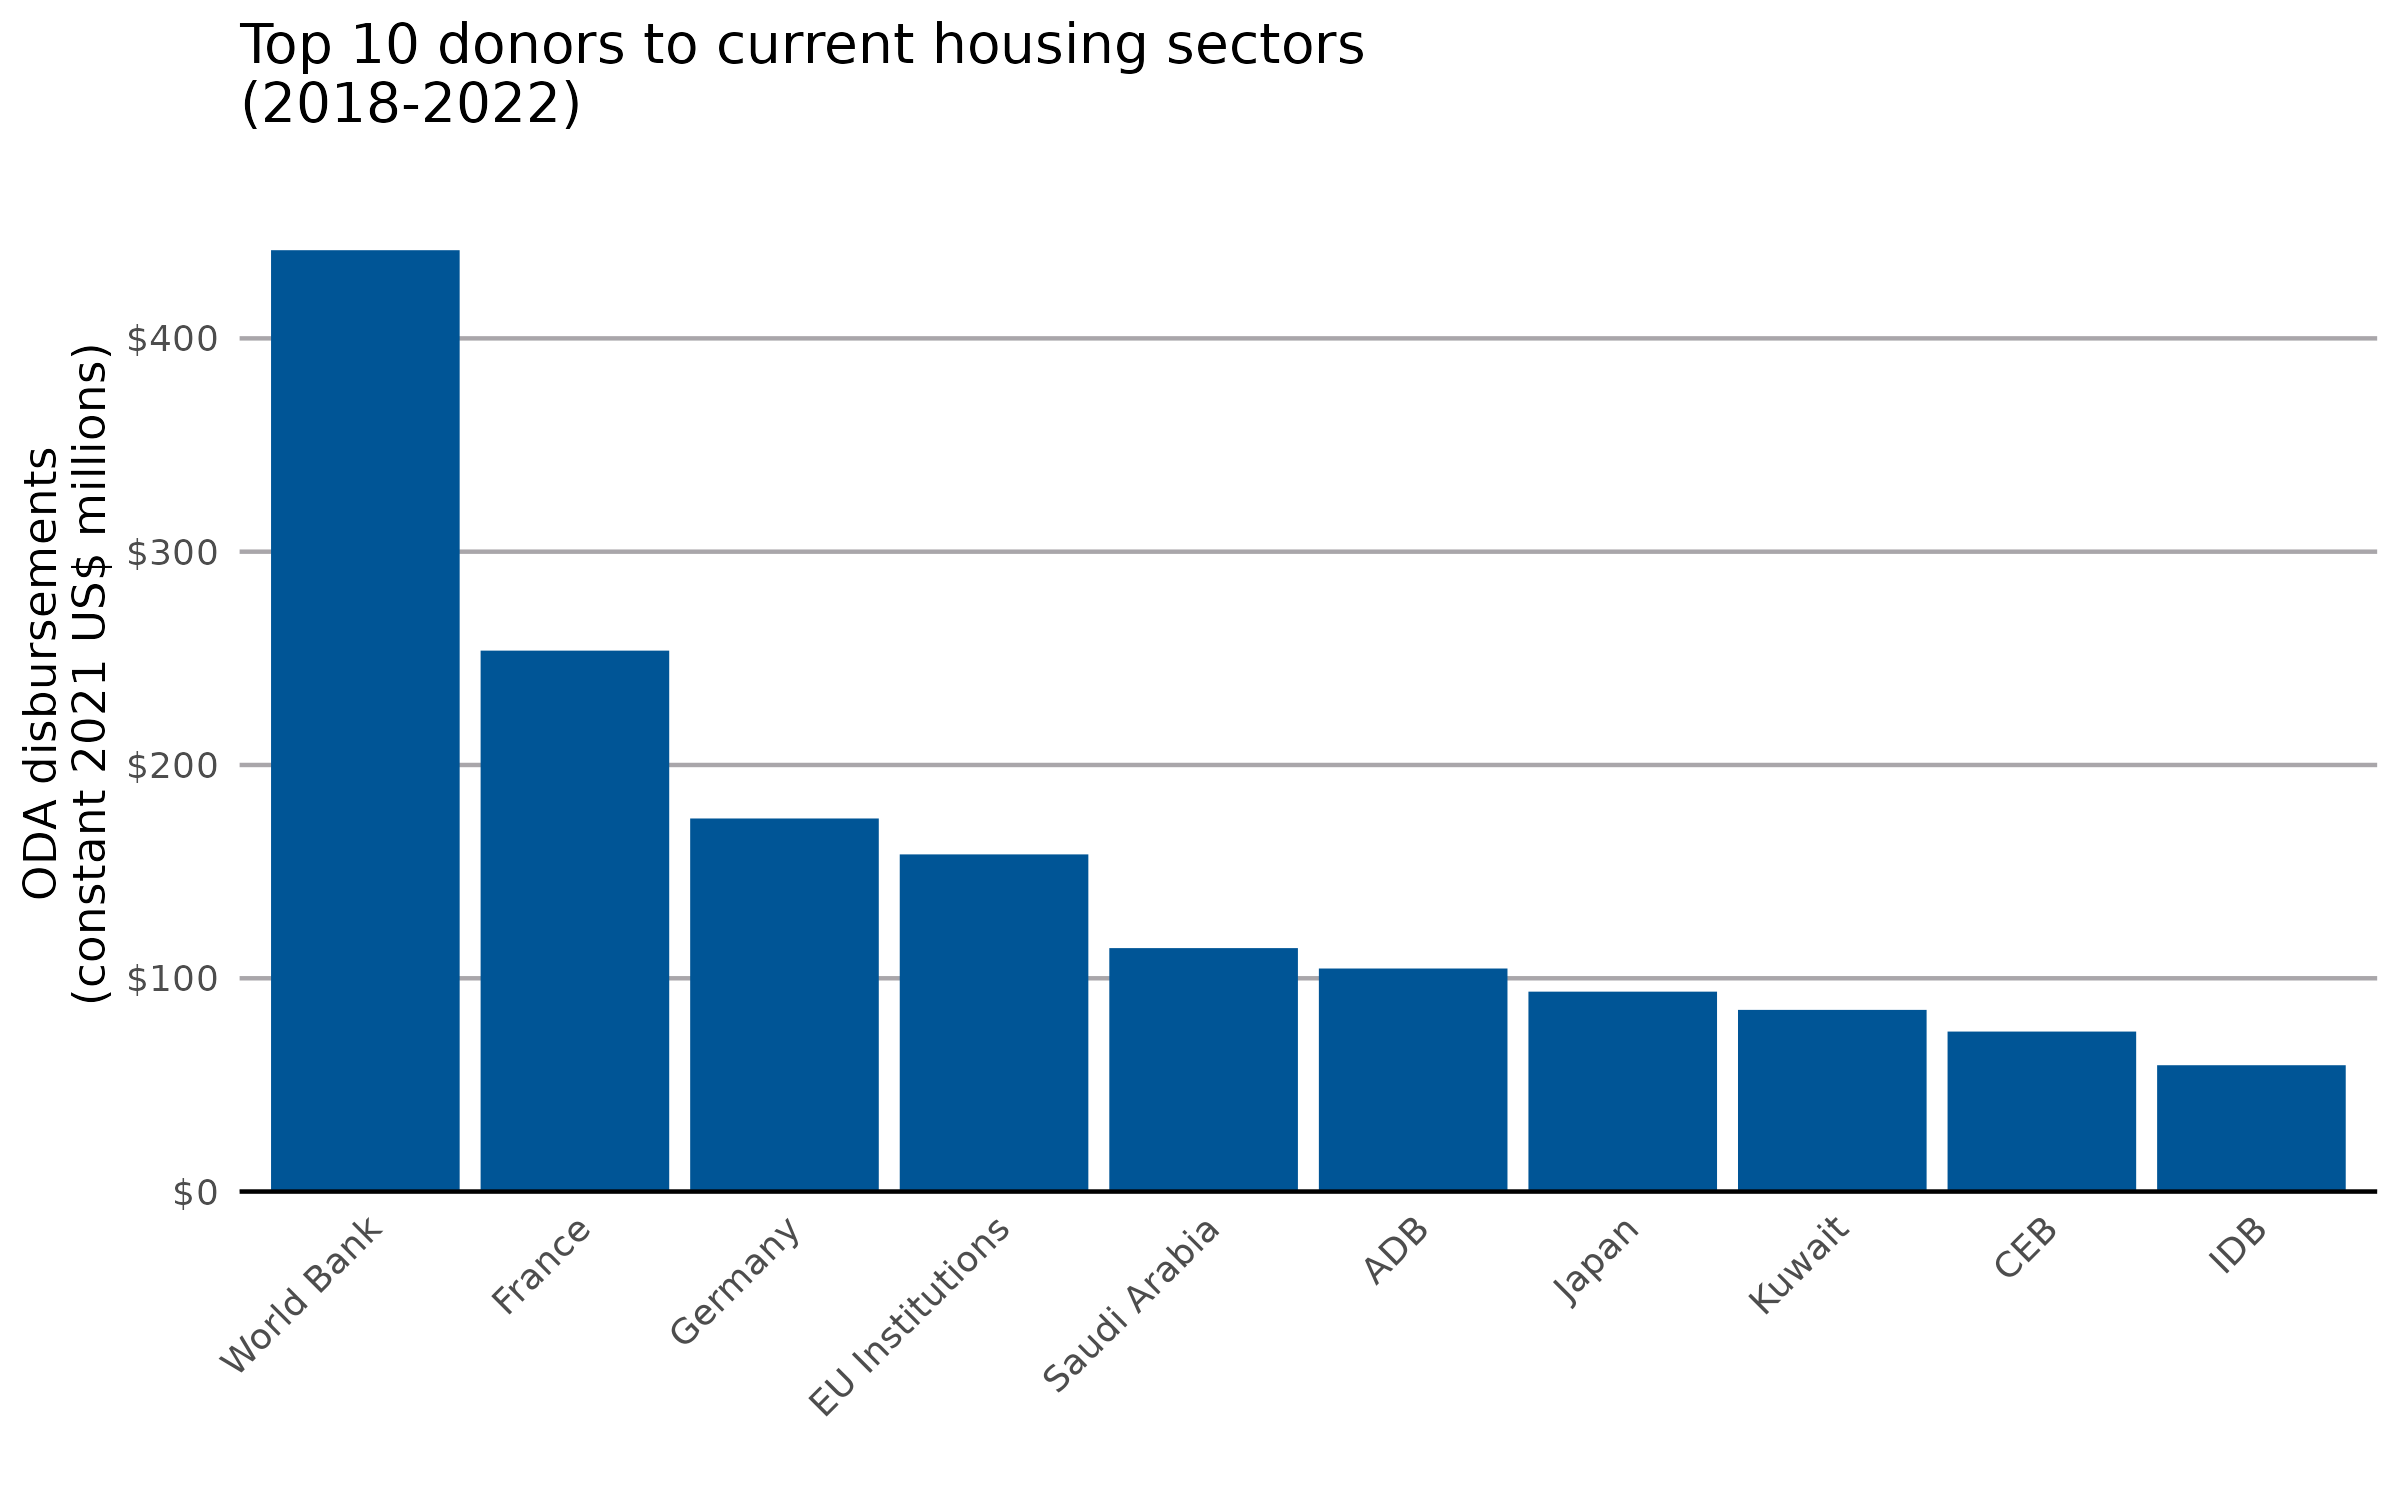 Top 10 donors to current housing sectors
(2018-2022)
ODA disbursements
(constant 2021 US$ millions)
$400
$300
$200
$100
$0
World Bank
France
Germany
EU Institutions
Saudi Arabia
ADB
Japan
Kuwait
CEB
IDB